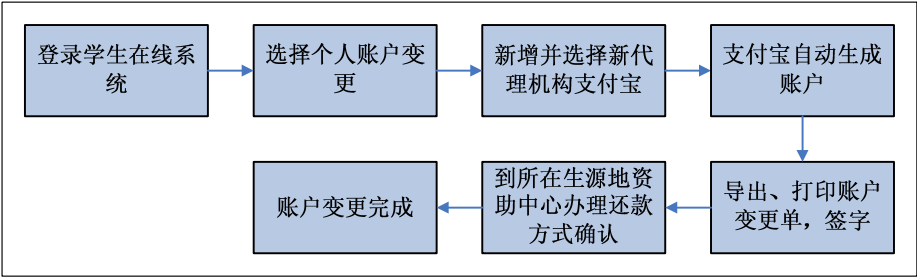 登录学生在线系
统
选择个人账户变
更
新增并选择新代
理机构支付宝
支付宝自动生成
账户
导出、打印账户
变更单，签字
到所在生源地资
助中心办理还款
方式确认
账户变更完成